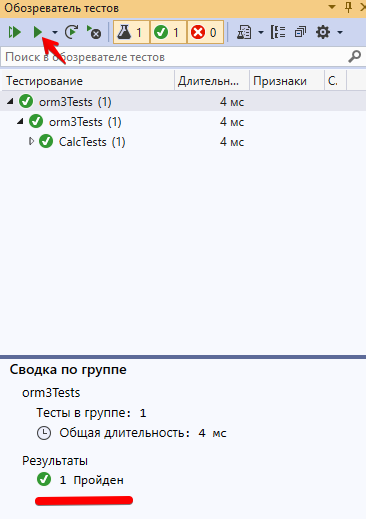 Обозреватель тестов
1 1 0
Поиск в обозревателе тестов
Тестирование Длительн... Признаки С.
orm3Tests (1) 4 мс
orm3Tests (1) 4 мс
CalcTests (1) 4 мс
Сводка по группе
orm3Tests
Тесты в группе: 1
Общая длительность: 4 мс
Результаты
1 Пройден